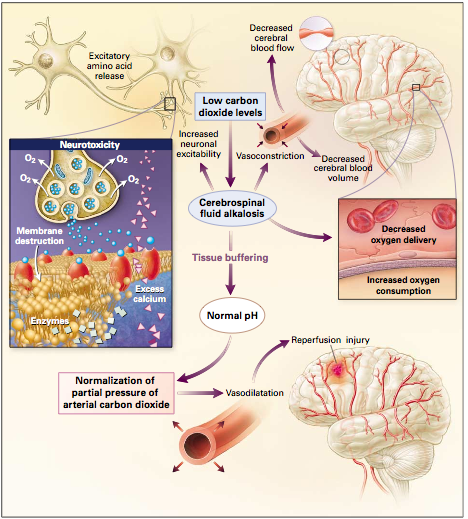 Decreased
cerebral
blood flow
Excitatory
amino acid
release
Low carbon
dioxide levels
Neurotoxicity
O2
O2
O2
O2
Increased
neuronal
excitability
Vasoconstriction
Decreased
cerebral blood
volume
Cerebrospinal
fluid alkalosis
Membrane
destruction
Decreased
oxygen delivery
Tissue buffering
Excess
calcium
Increased oxygen
consumption
Enzymes
Normal pH
Reperfusion injury
Normalization of
partial pressure of
arterial carbon dioxide
Vasodilatation